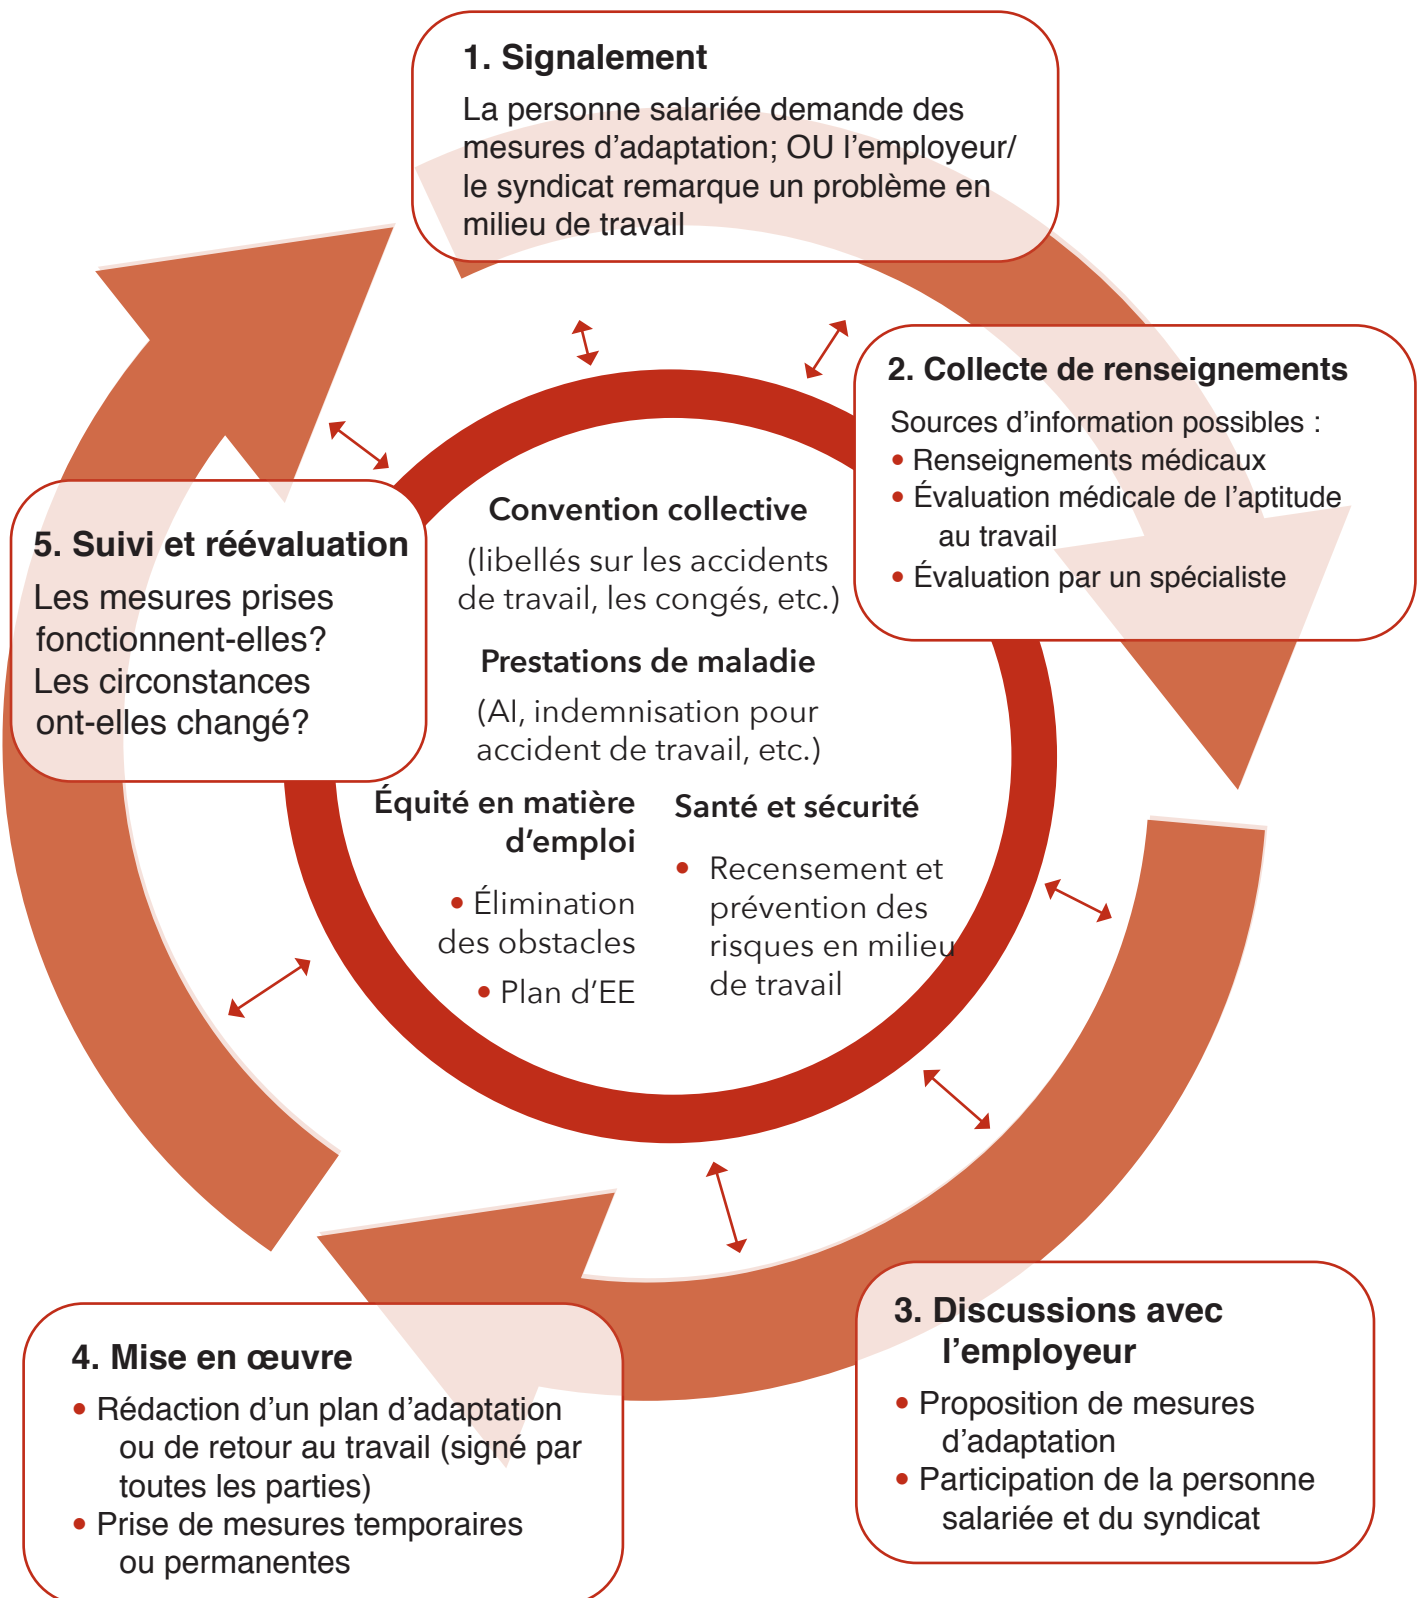 1. Signalement
La personne salariée demande des
mesures d’adaptation; OU l’employeur/
le syndicat remarque un problème en
milieu de travail
2. Collecte de renseignements
Sources d’information possibles :
• Renseignements médicaux
• Évaluation médicale de l’aptitude
au travail
• Évaluation par un spécialiste
3. Discussions avec
l’employeur
• Proposition de mesures
d’adaptation
• Participation de la personne
salariée et du syndicat
4. Mise en œuvre
• Rédaction d’un plan d’adaptation
ou de retour au travail (signé par
toutes les parties)
• Prise de mesures temporaires
ou permanentes
5. Suivi et réévaluation
Les mesures prises
fonctionnent-elles?
Les circonstances
ont-elles changé?
Convention collective
(libellés sur les accidents
de travail, les congés, etc.)
Prestations de maladie
(AI, indemnisation pour
accident de travail, etc.)
Équité en matière
d’emploi
• Élimination
des obstacles
• Plan d’EE
Santé et sécurité
• Recensement et
prévention des
risques en milieu
de travail